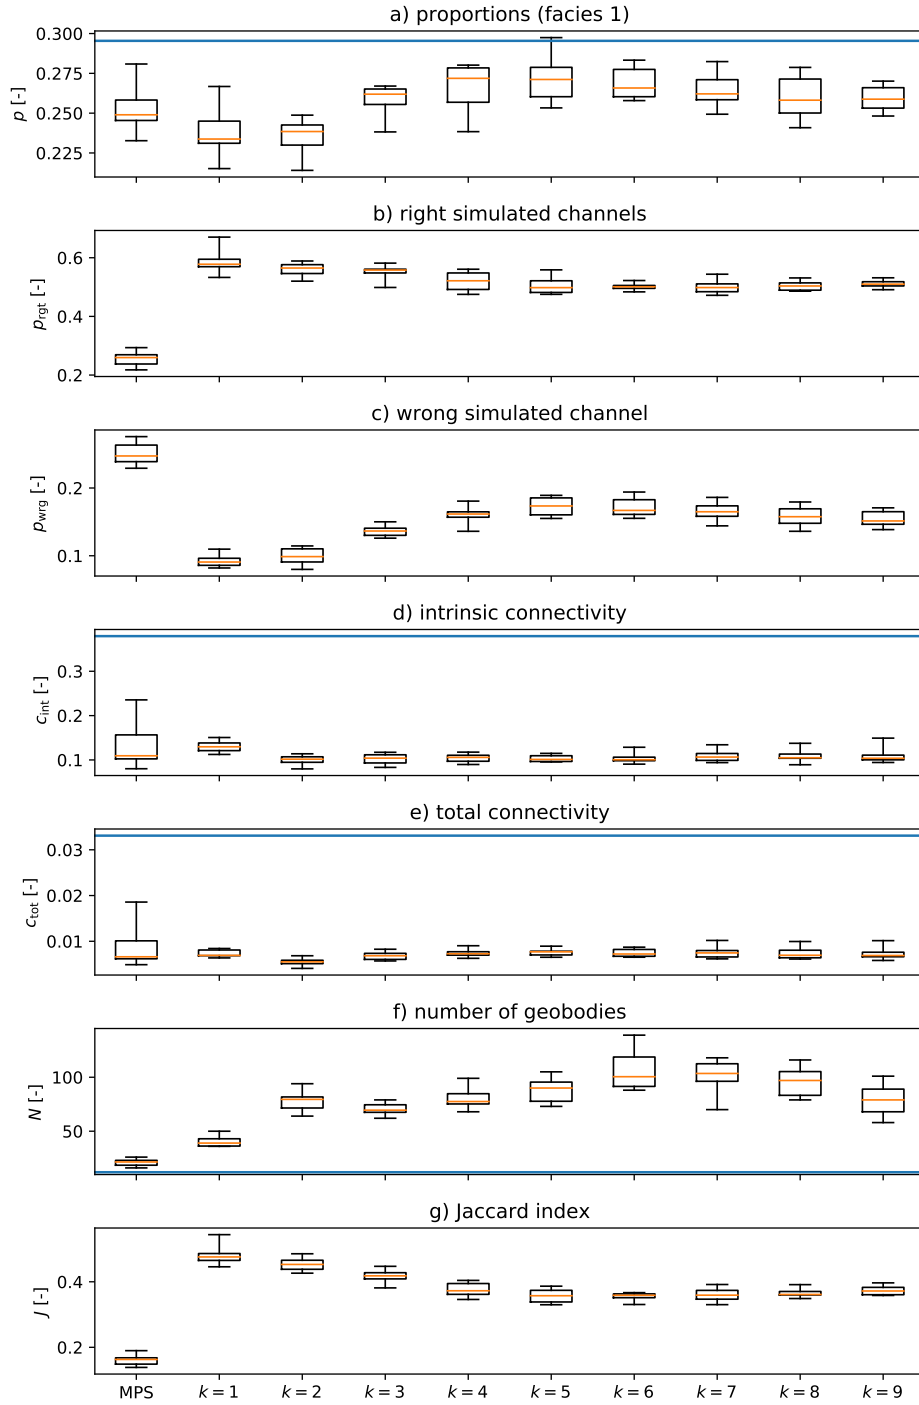 a) proportions (facies 1)
p [-]
0.300
0.275
0.250
0.225
b) right simulated channels
p_rgt [-]
0.6
0.4
0.2
c) wrong simulated channel
p_wrg [-]
0.2
0.1
d) intrinsic connectivity
c_int [-]
0.3
0.2
0.1
e) total connectivity
c_tot [-]
0.03
0.02
0.01
f) number of geobodies
N [-]
100
50
g) Jaccard index
J [-]
0.4
0.2
MPS k = 1 k = 2 k = 3 k = 4 k = 5 k = 6 k = 7 k = 8 k = 9